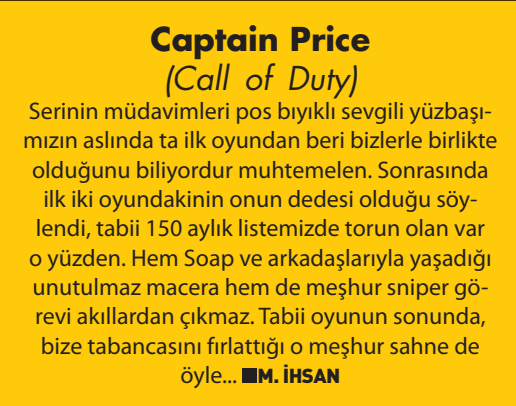 Captain Price
(Call of Duty)
Serinin müdavimleri pos bıyıklı sevgili yüzbaşı-
mızın aslında ta ilk oyundan beri bizlerle birlikte
olduğunu biliyordur muhtemelen. Sonrasında
ilk iki oyundakinin onun dedesi olduğu söy-
lendi, tabii 150 aylık listemizde torun olan var
o yüzden. Hem Soap ve arkadaşlarıyla yaşadığı
unutulmaz macera hem de meşhur sniper gö-
revi akıllardan çıkmaz. Tabii oyunun sonunda,
bize tabancasını fırlattığı o meşhur sahne de
öyle... ■M. İHSAN